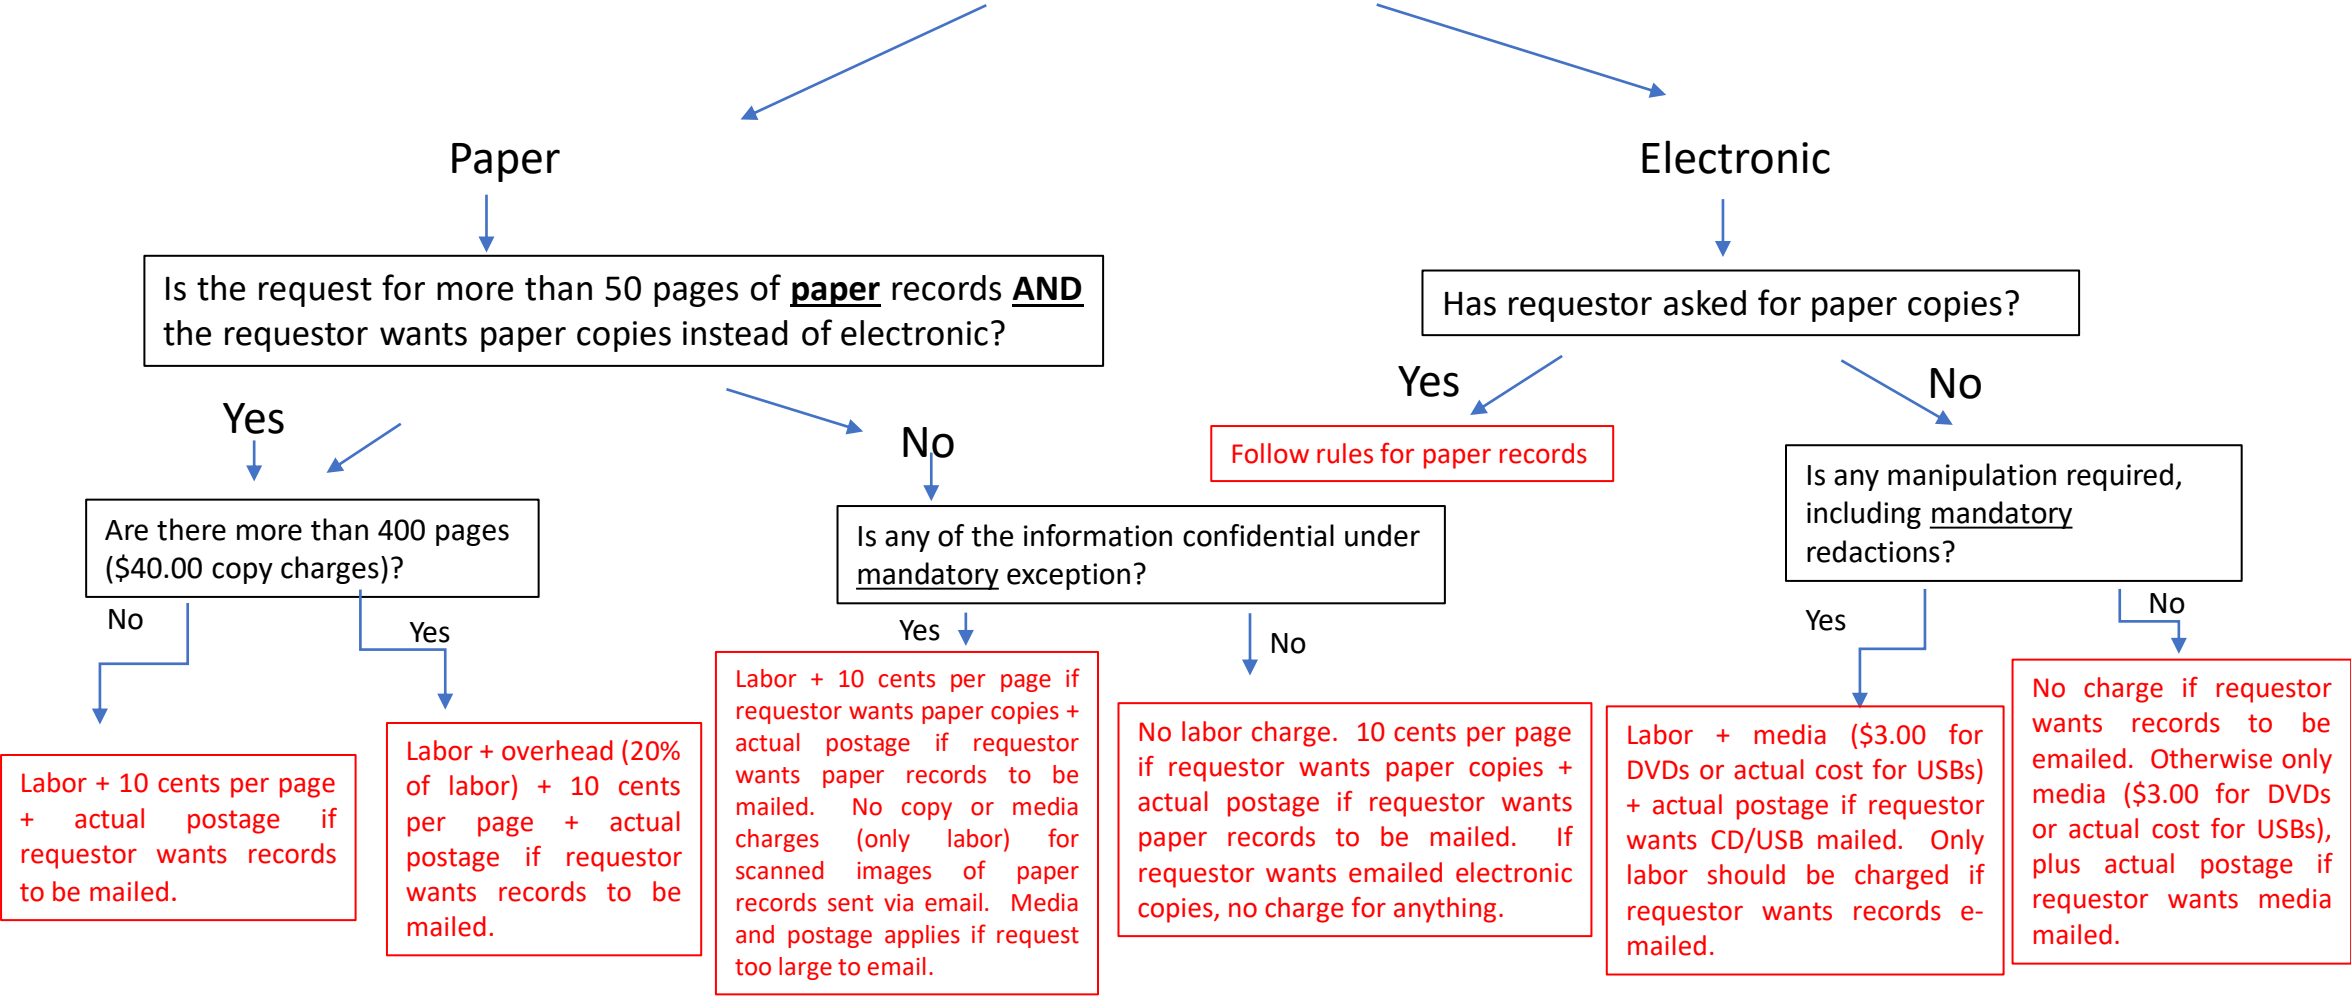 Paper
Electronic
Is the request for more than 50 pages of paper records AND
the requestor wants paper copies instead of electronic?
Has requestor asked for paper copies?
Yes
No
Yes
No
Follow rules for paper records
Are there more than 400 pages
($40.00 copy charges)?
Is any of the information confidential under
mandatory exception?
Is any manipulation required,
including mandatory
redactions?
No
Yes
Yes
No
Yes
No
Labor + 10 cents per page
+ actual postage if
requestor wants records
to be mailed.
Labor + overhead (20%
of labor) + 10 cents
per page + actual
postage if requestor
wants records to be
mailed.
Labor + 10 cents per page if
requestor wants paper copies +
actual postage if requestor
wants paper records to be
mailed. No copy or media
charges (only labor) for
scanned images of paper
records sent via email. Media
and postage applies if request
too large to email.
No labor charge. 10 cents per page
if requestor wants paper copies +
actual postage if requestor wants
paper records to be mailed. If
requestor wants emailed electronic
copies, no charge for anything.
Labor + media ($3.00 for
DVDs or actual cost for USBs)
+ actual postage if requestor
wants CD/USB mailed. Only
labor should be charged if
requestor wants records e-
mailed.
No charge if requestor
wants records to be
emailed. Otherwise only
media ($3.00 for DVDs
or actual cost for USBs),
plus actual postage if
requestor wants media
mailed.